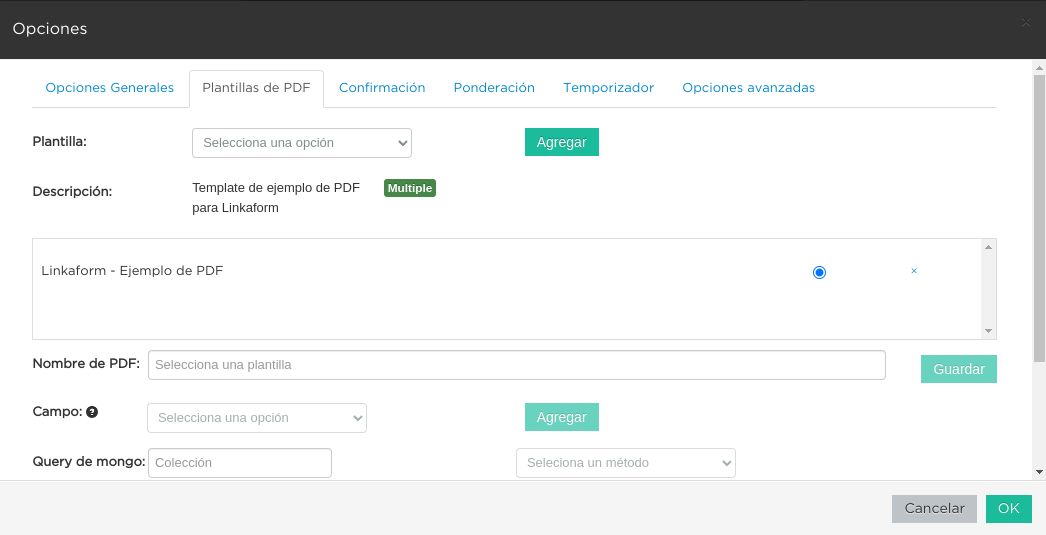 Opciones
×
Opciones Generales Plantillas de PDF Confirmación Ponderación Temporizador Opciones avanzadas
Plantilla: Selecciona una opción Agregar
Descripción: Template de ejemplo de PDF Multiple
para Linkaform
Linkaform - Ejemplo de PDF ×
Nombre de PDF: Selecciona una plantilla Guardar
Campo: ? Selecciona una opción Agregar
Query de mongo: Colección Seleciona un método
Cancelar OK